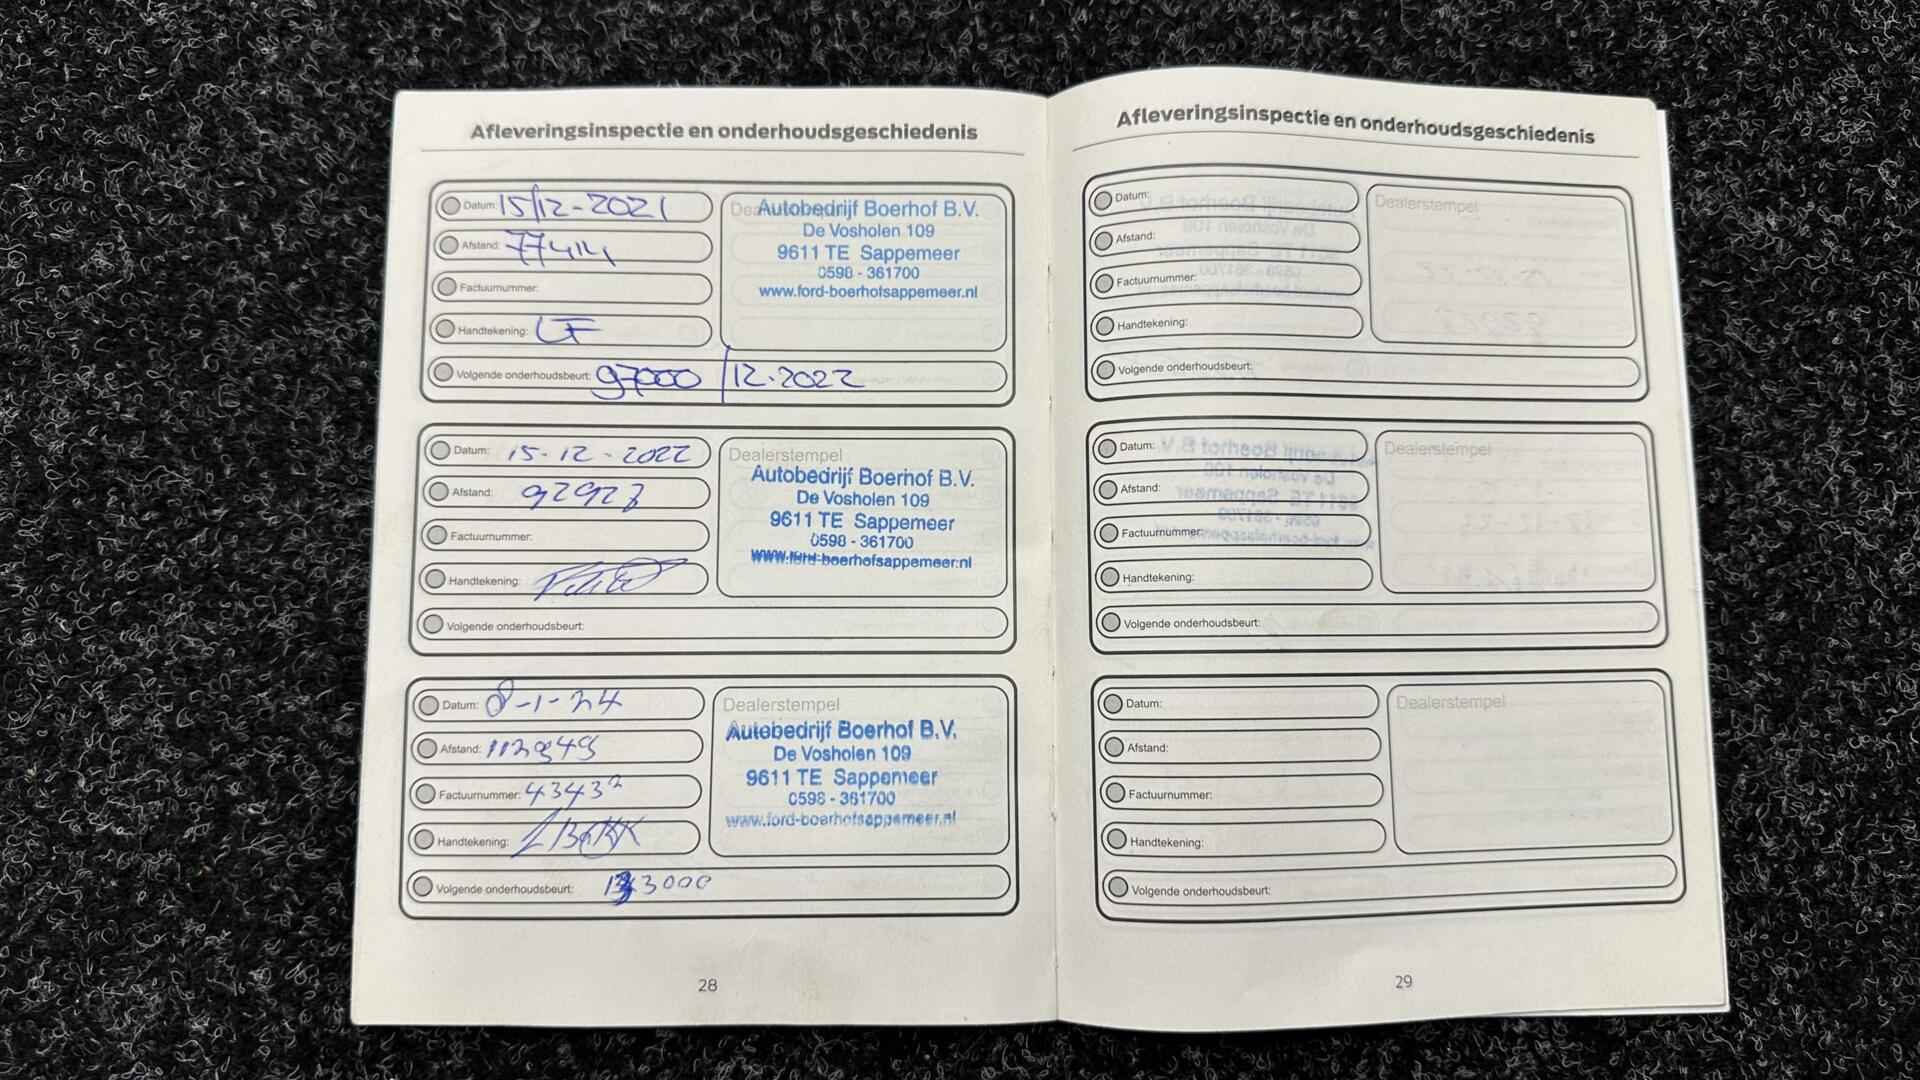 Afleveringsinspectie en onderhoudsgeschiedenis
Datum: 15/12-2021
Afstand: 77414
Factuurnummer:
Handtekening: LF
Volgende onderhoudsbeurt: 97000 / 12-2022
Dealerstempel
Autobedrijf Boerhof B.V.
De Vosholen 109
9611 TE Sappemeer
0598 - 361700
www.ford-boerhofsappemeer.nl
Datum: 15-12-2022
Afstand: 92923
Factuurnummer:
Handtekening:
Volgende onderhoudsbeurt:
Dealerstempel
Autobedrijf Boerhof B.V.
De Vosholen 109
9611 TE Sappemeer
0598 - 361700
www.ford-boerhofsappemeer.nl
Datum: 8-1-24
Afstand:
Factuurnummer: 43432
Handtekening:
Volgende onderhoudsbeurt: 133000
Dealerstempel
Autobedrijf Boerhof B.V.
De Vosholen 109
9611 TE Sappemeer
0598 - 361700
www.ford-boerhofsappemeer.nl
28
Afleveringsinspectie en onderhoudsgeschiedenis
Datum:
Afstand:
Factuurnummer:
Handtekening:
Volgende onderhoudsbeurt:
Dealerstempel
Datum:
Afstand:
Factuurnummer:
Handtekening:
Volgende onderhoudsbeurt:
Dealerstempel
Datum:
Afstand:
Factuurnummer:
Handtekening:
Volgende onderhoudsbeurt:
Dealerstempel
29